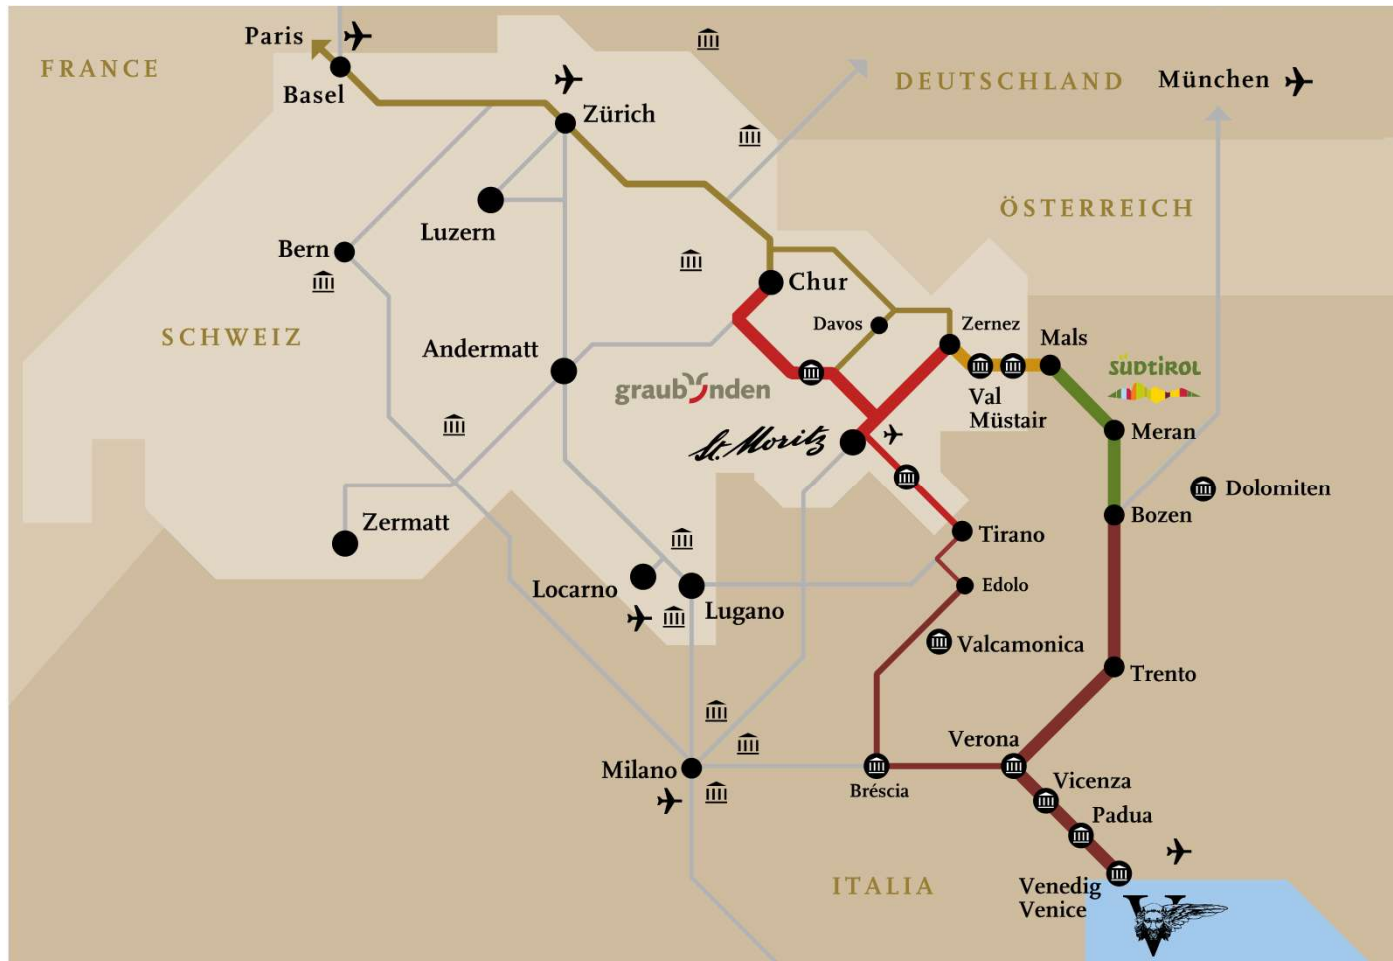 Paris
FRANCE
Basel
Zürich
DEUTSCHLAND
München
ÖSTERREICH
Luzern
Bern
Chur
SCHWEIZ
Andermatt
Davos
Zernez
Mals
SÜDTIROL
graubünden
Val
Müstair
Meran
St. Moritz
Dolomiten
Bozen
Zermatt
Tirano
Locarno
Lugano
Edolo
Valcamonica
Trento
Verona
Milano
Bréscia
Vicenza
Padua
ITALIA
Venedig
Venice
V